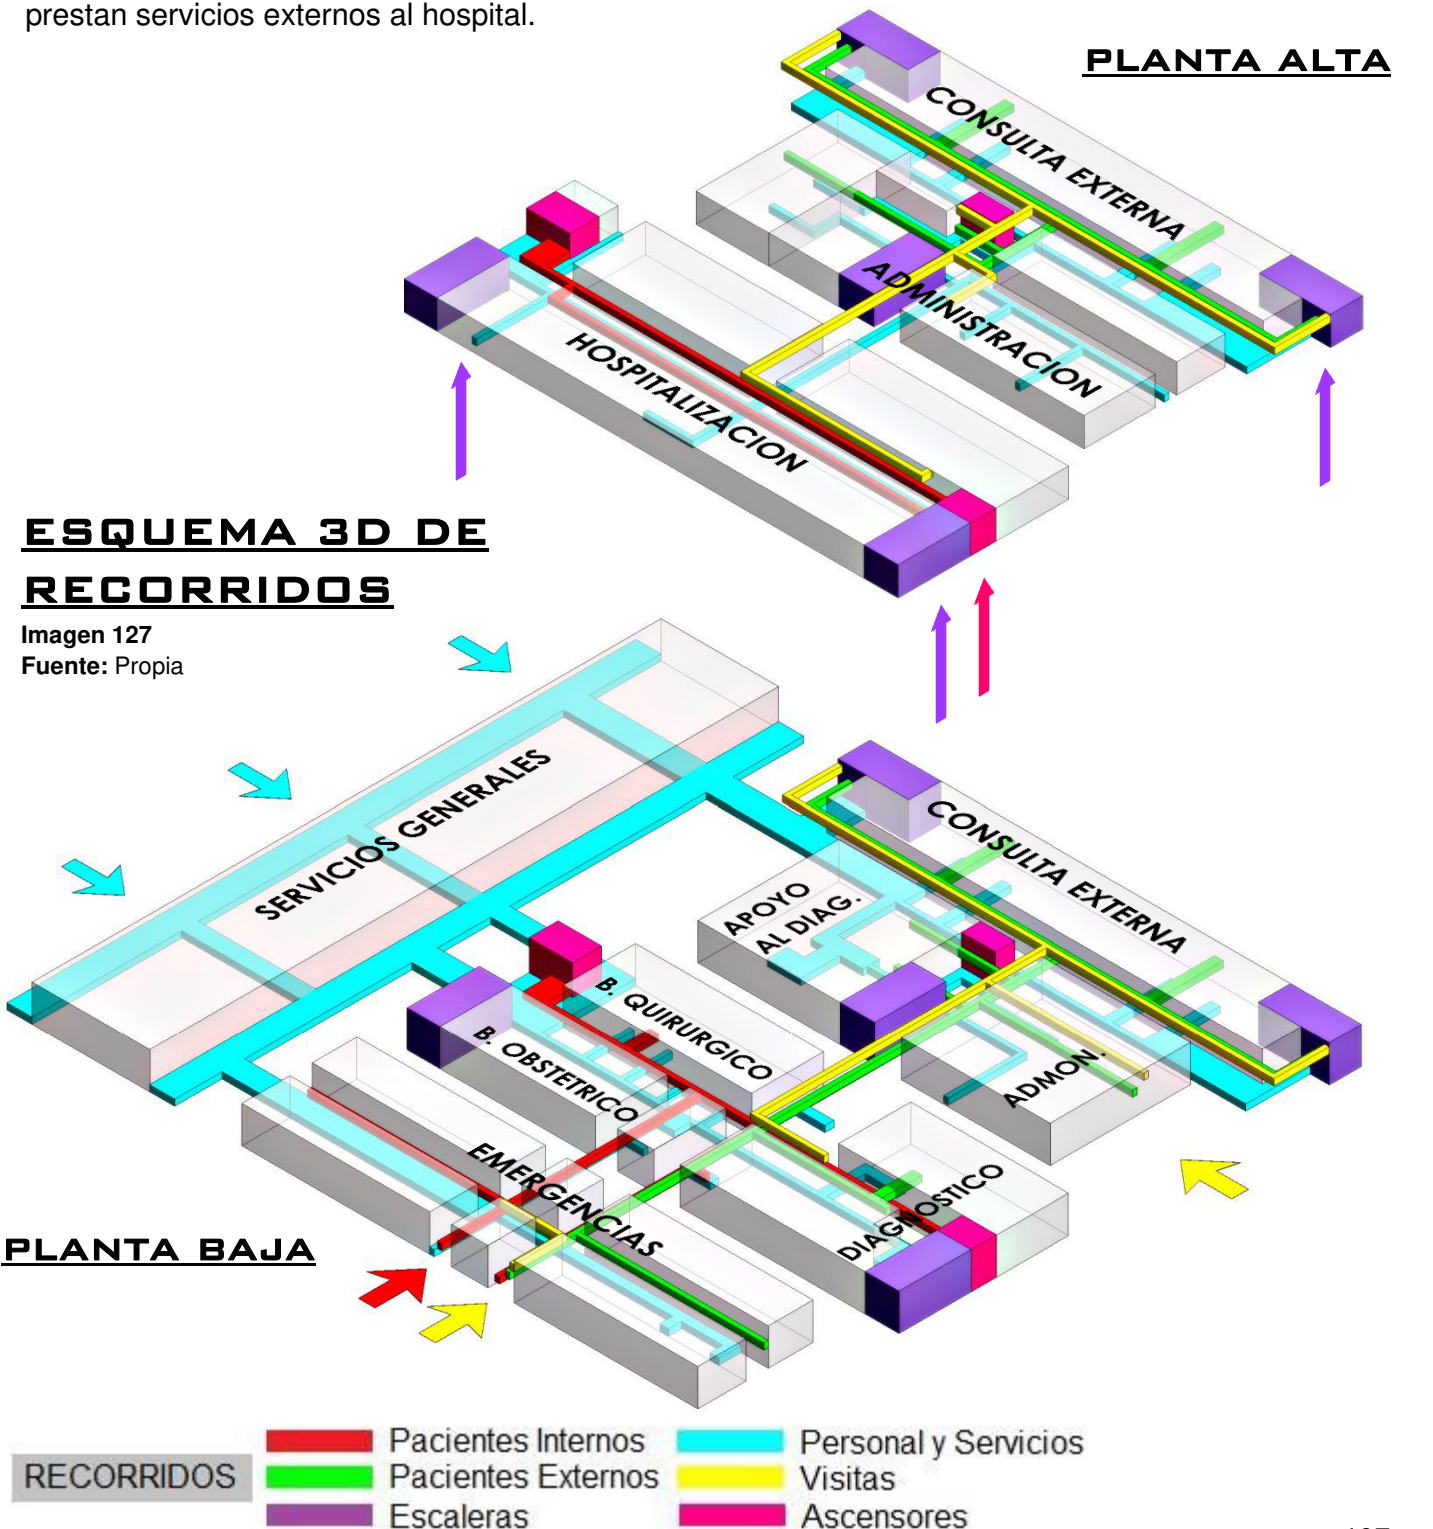 prestan servicios externos al hospital.
PLANTA ALTA
CONSULTA EXTERNA
ADMINISTRACION
HOSPITALIZACION
ESQUEMA 3D DE
RECORRIDOS
Imagen 127
Fuente: Propia
SERVICIOS GENERALES
CONSULTA EXTERNA
APOYO
AL DIAG.
B. QUIRURGICO
B. OBSTETRICO
ADMON.
EMERGENCIAS
DIAGNOSTICO
PLANTA BAJA
RECORRIDOS
Pacientes Internos
Personal y Servicios
Pacientes Externos
Visitas
Escaleras
Ascensores